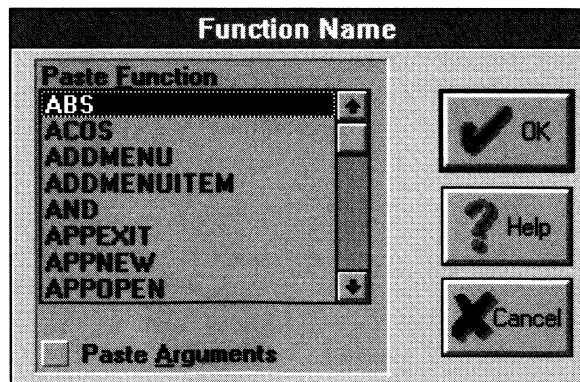 Function Name
Paste Function
ABS
ACOS
ADDMENU
ADDMENUITEM
AND
APPEXIT
APPNEW
APPOPEN
Paste Arguments
OK
Help
Cancel